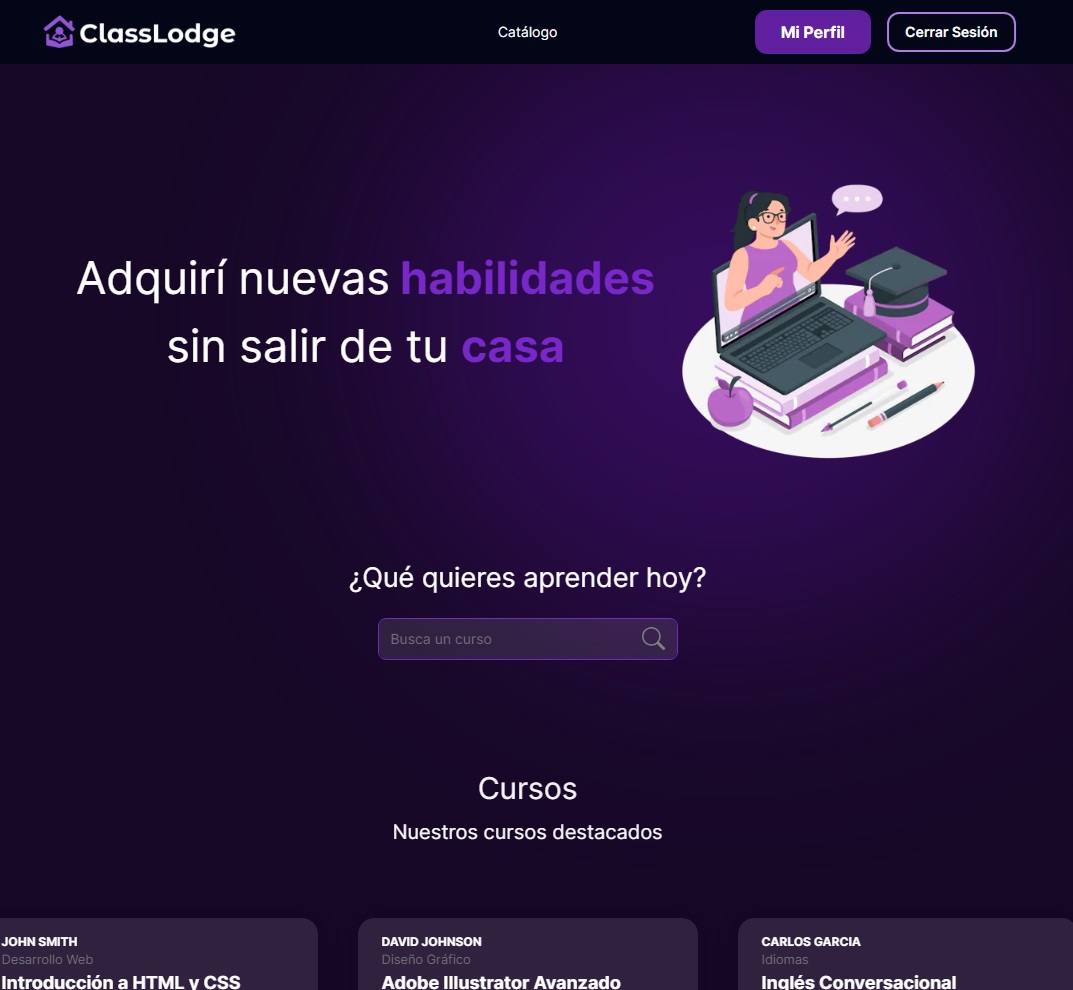 ClassLodge
Catálogo
Mi Perfil
Cerrar Sesión
Adquirí nuevas habilidades
sin salir de tu casa
¿Qué quieres aprender hoy?
Busca un curso
Cursos
Nuestros cursos destacados
JOHN SMITH
Desarrollo Web
Introducción a HTML y CSS
DAVID JOHNSON
Diseño Gráfico
Adobe Illustrator Avanzado
CARLOS GARCIA
Idiomas
Inglés Conversacional